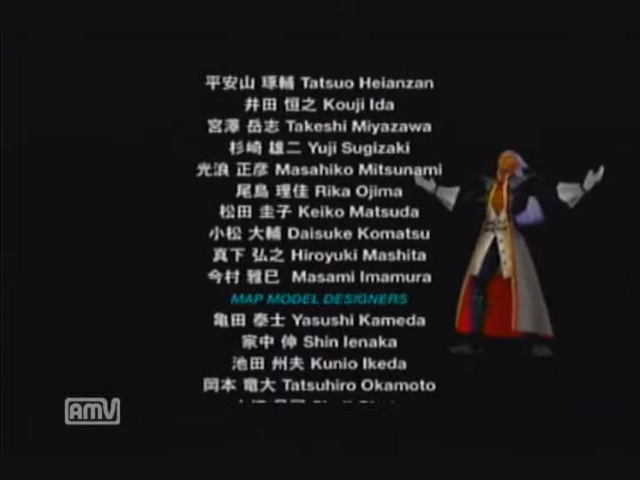 平安山 琢輔 Tatsuo Heianzan
井田 恒之 Kouji Ida
宮澤 岳志 Takeshi Miyazawa
杉崎 雄二 Yuji Sugizaki
光浪 正彦 Masahiko Mitsunami
尾島 理佳 Rika Ojima
松田 圭子 Keiko Matsuda
小松 大輔 Daisuke Komatsu
真下 弘之 Hiroyuki Mashita
今村 雅巳 Masami Imamura
MAP MODEL DESIGNERS
亀田 泰士 Yasushi Kameda
家中 伸 Shin Ienaka
池田 州夫 Kunio Ikeda
岡本 竜大 Tatsuhiro Okamoto
AMV